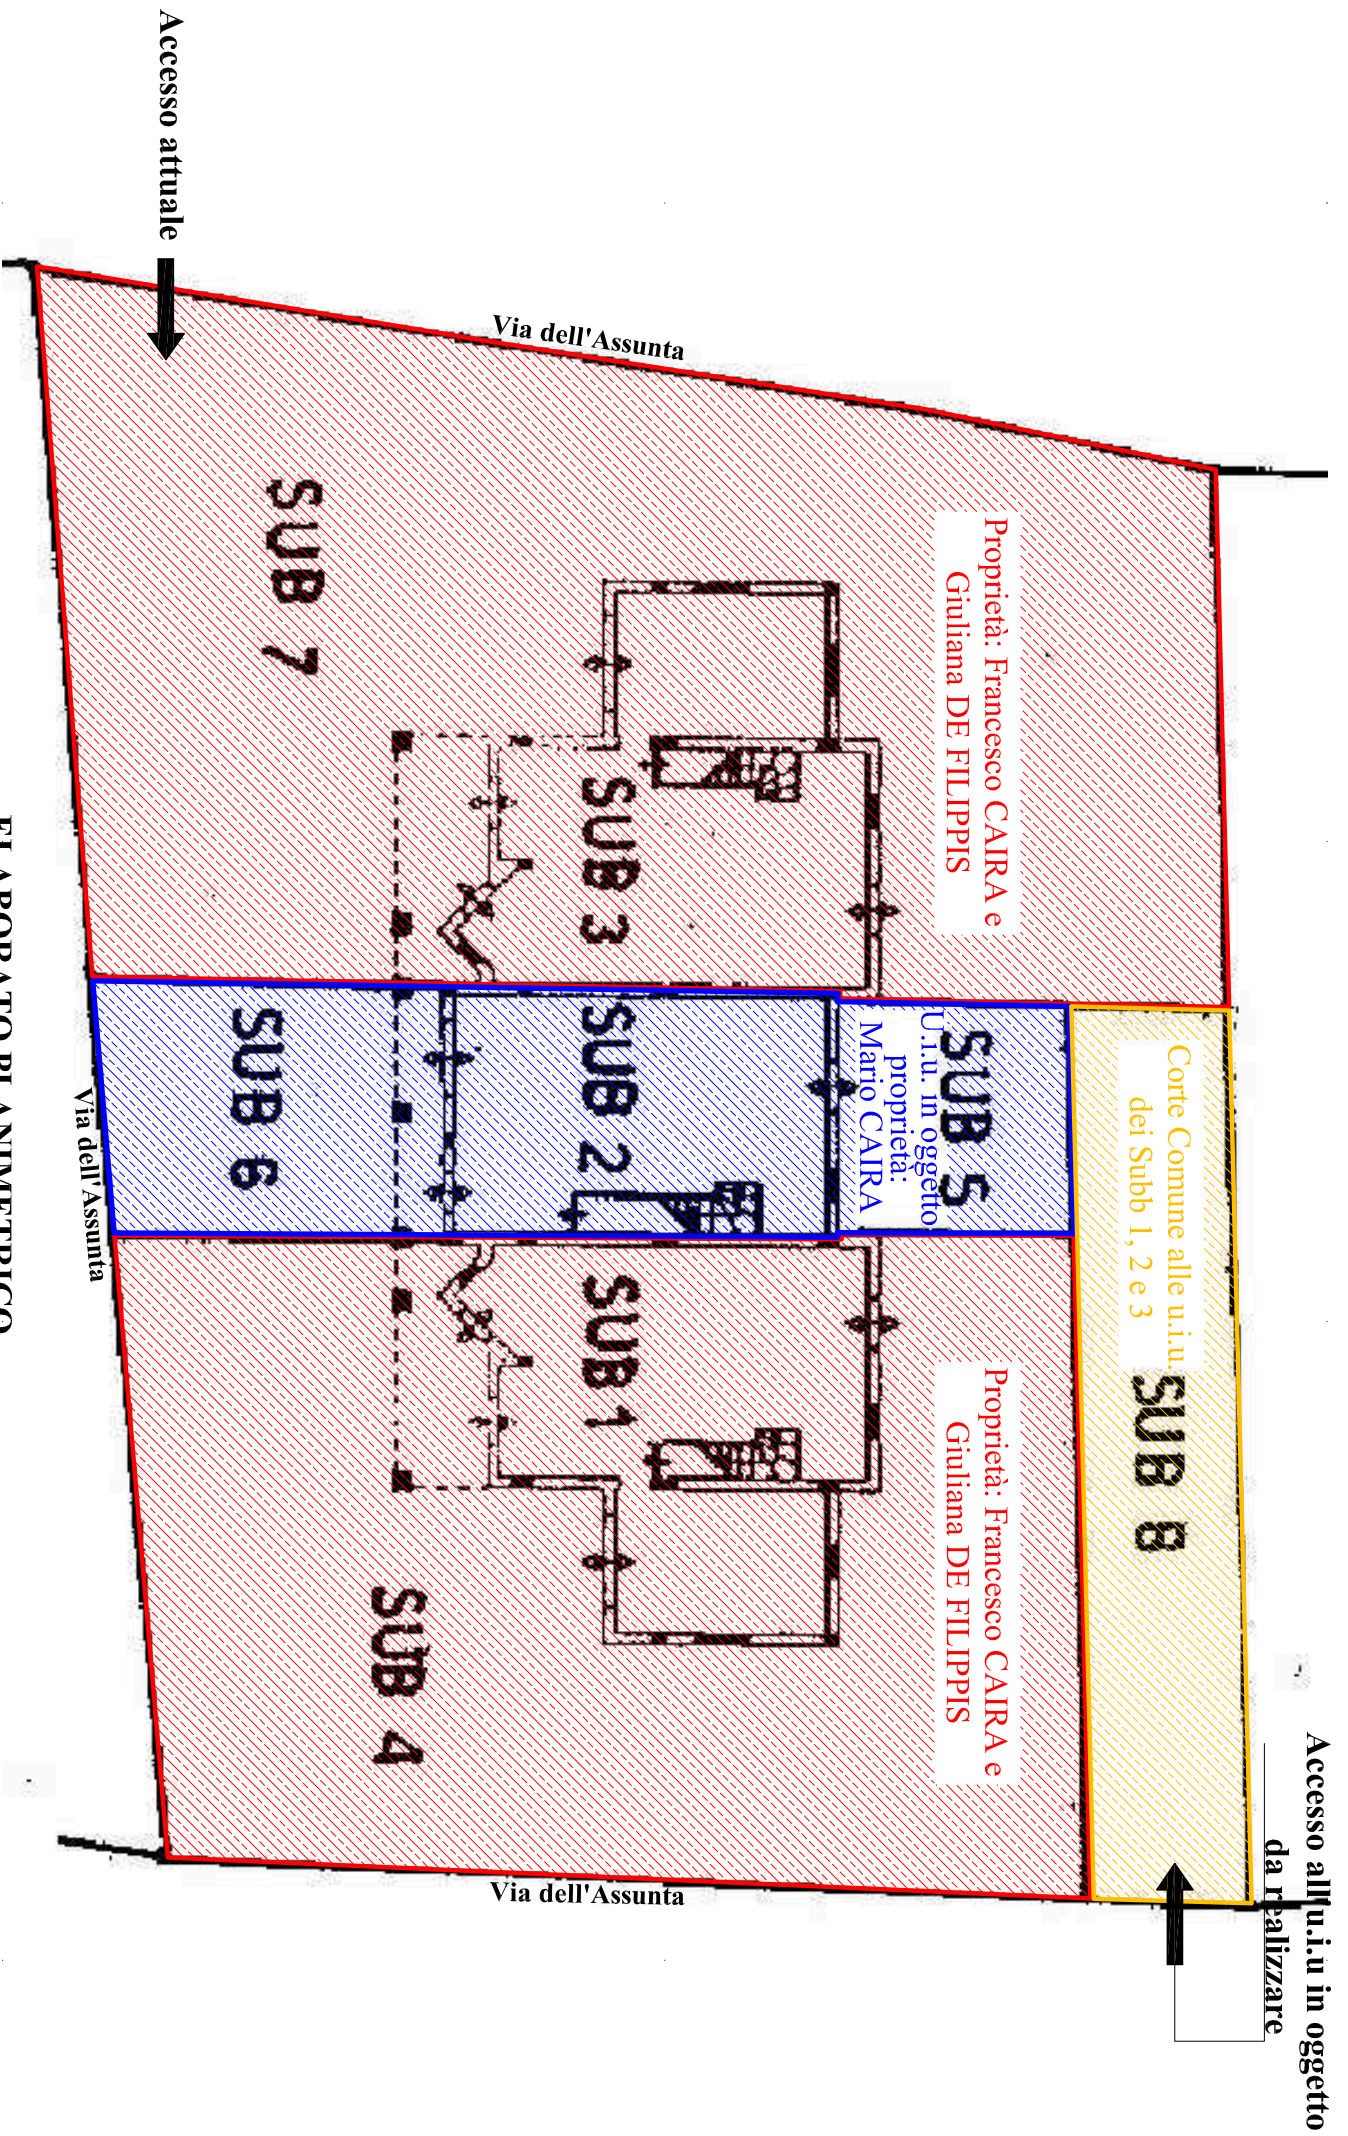 Accesso all'u.i.u in oggetto
da realizzare
Corte Comune alle u.i.u.
dei Subb 1, 2 e 3
SUB 8
Proprietà: Francesco CAIRA e
Giuliana DE FILIPPIS
SUB 5
U.i.u. in oggetto
proprietà:
Mario CAIRA
Proprietà: Francesco CAIRA e
Giuliana DE FILIPPIS
Via dell'Assunta
SUB 3
SUB 2
SUB 1
Via dell'Assunta
SUB 7
SUB 6
SUB 4
Accesso attuale
Via dell'Assunta
ELABORATO PLANIMETRICO